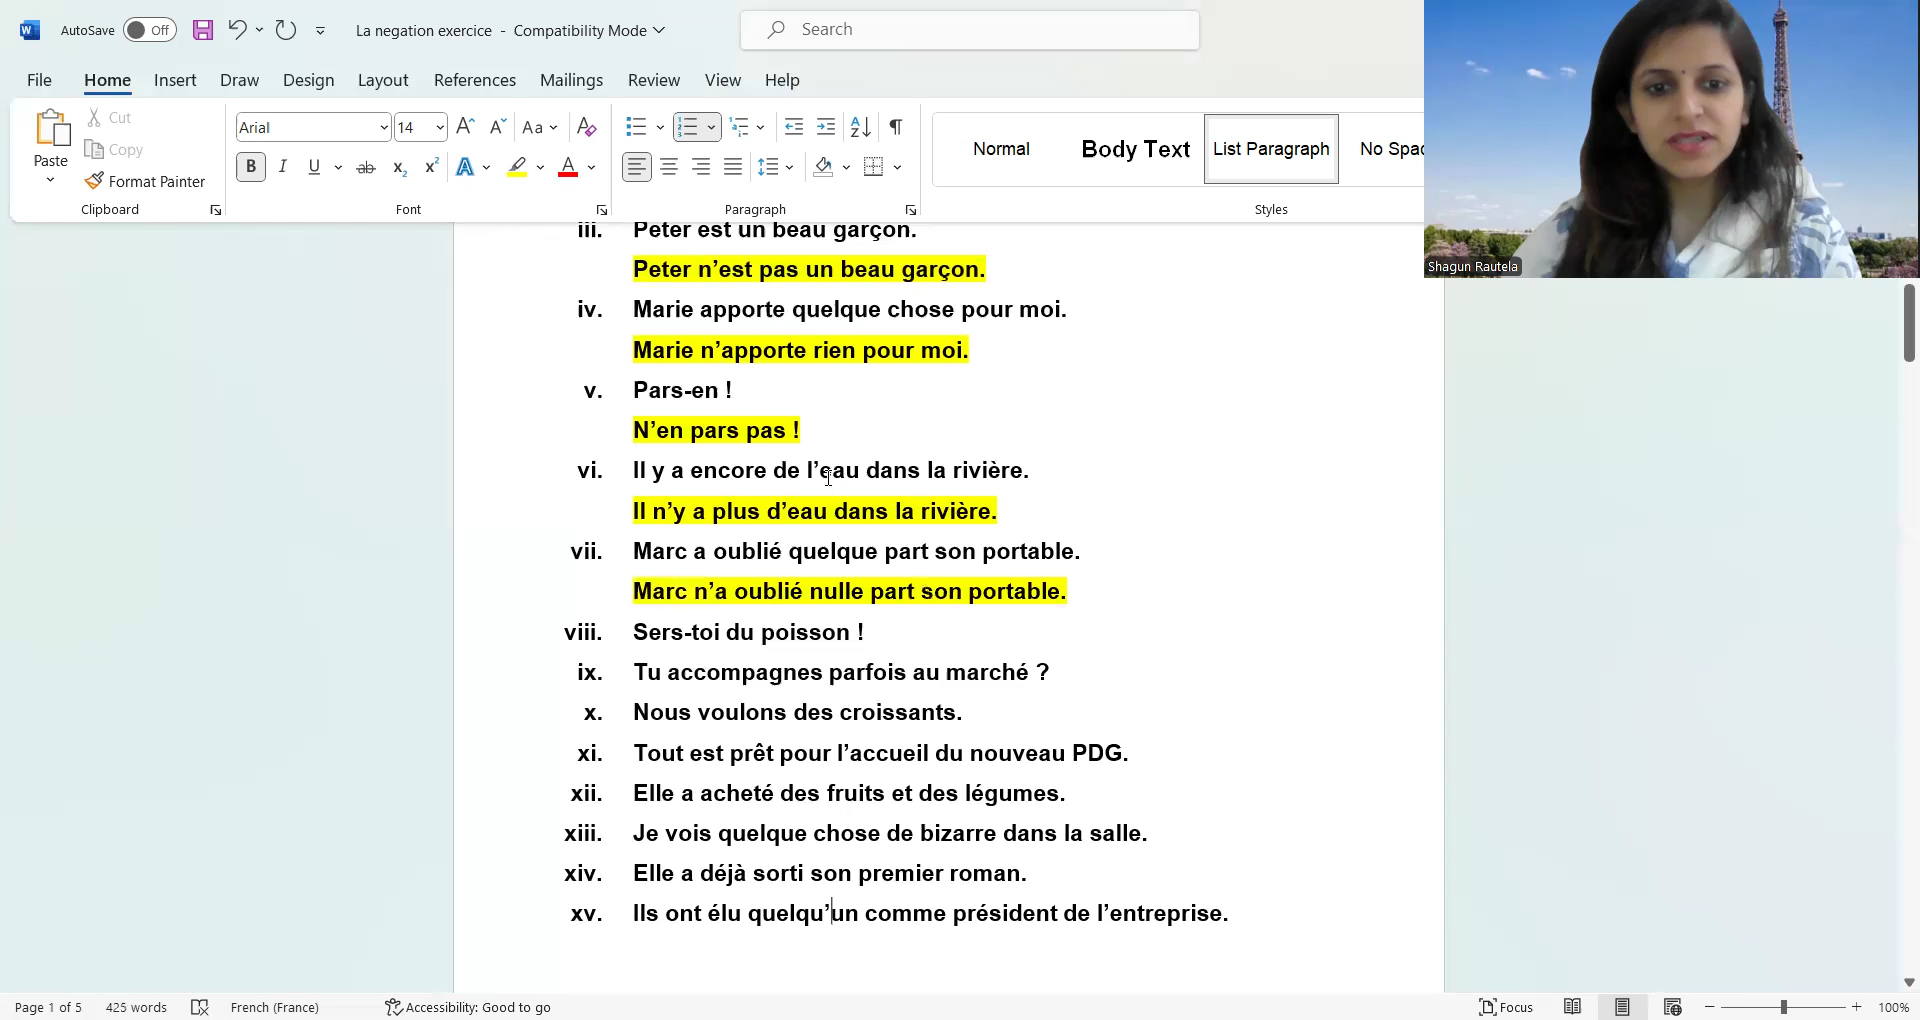 AutoSave Off La negation exercice - Compatibility Mode Search
File Home Insert Draw Design Layout References Mailings Review View Help
Paste Cut Copy Format Painter
Arial 14 Aa
B I U ab x₂ x² A A
Normal Body Text List Paragraph No Spac
Clipboard Font Paragraph Styles
Shagun Rautela
iii. Peter est un beau garçon.
Peter n’est pas un beau garçon.
iv. Marie apporte quelque chose pour moi.
Marie n’apporte rien pour moi.
v. Pars-en !
N’en pars pas !
vi. Il y a encore de l’eau dans la rivière.
Il n’y a plus d’eau dans la rivière.
vii. Marc a oublié quelque part son portable.
Marc n’a oublié nulle part son portable.
viii. Sers-toi du poisson !
ix. Tu accompagnes parfois au marché ?
x. Nous voulons des croissants.
xi. Tout est prêt pour l’accueil du nouveau PDG.
xii. Elle a acheté des fruits et des légumes.
xiii. Je vois quelque chose de bizarre dans la salle.
xiv. Elle a déjà sorti son premier roman.
xv. Ils ont élu quelqu’un comme président de l’entreprise.
Page 1 of 5 425 words French (France) Accessibility: Good to go Focus 100%